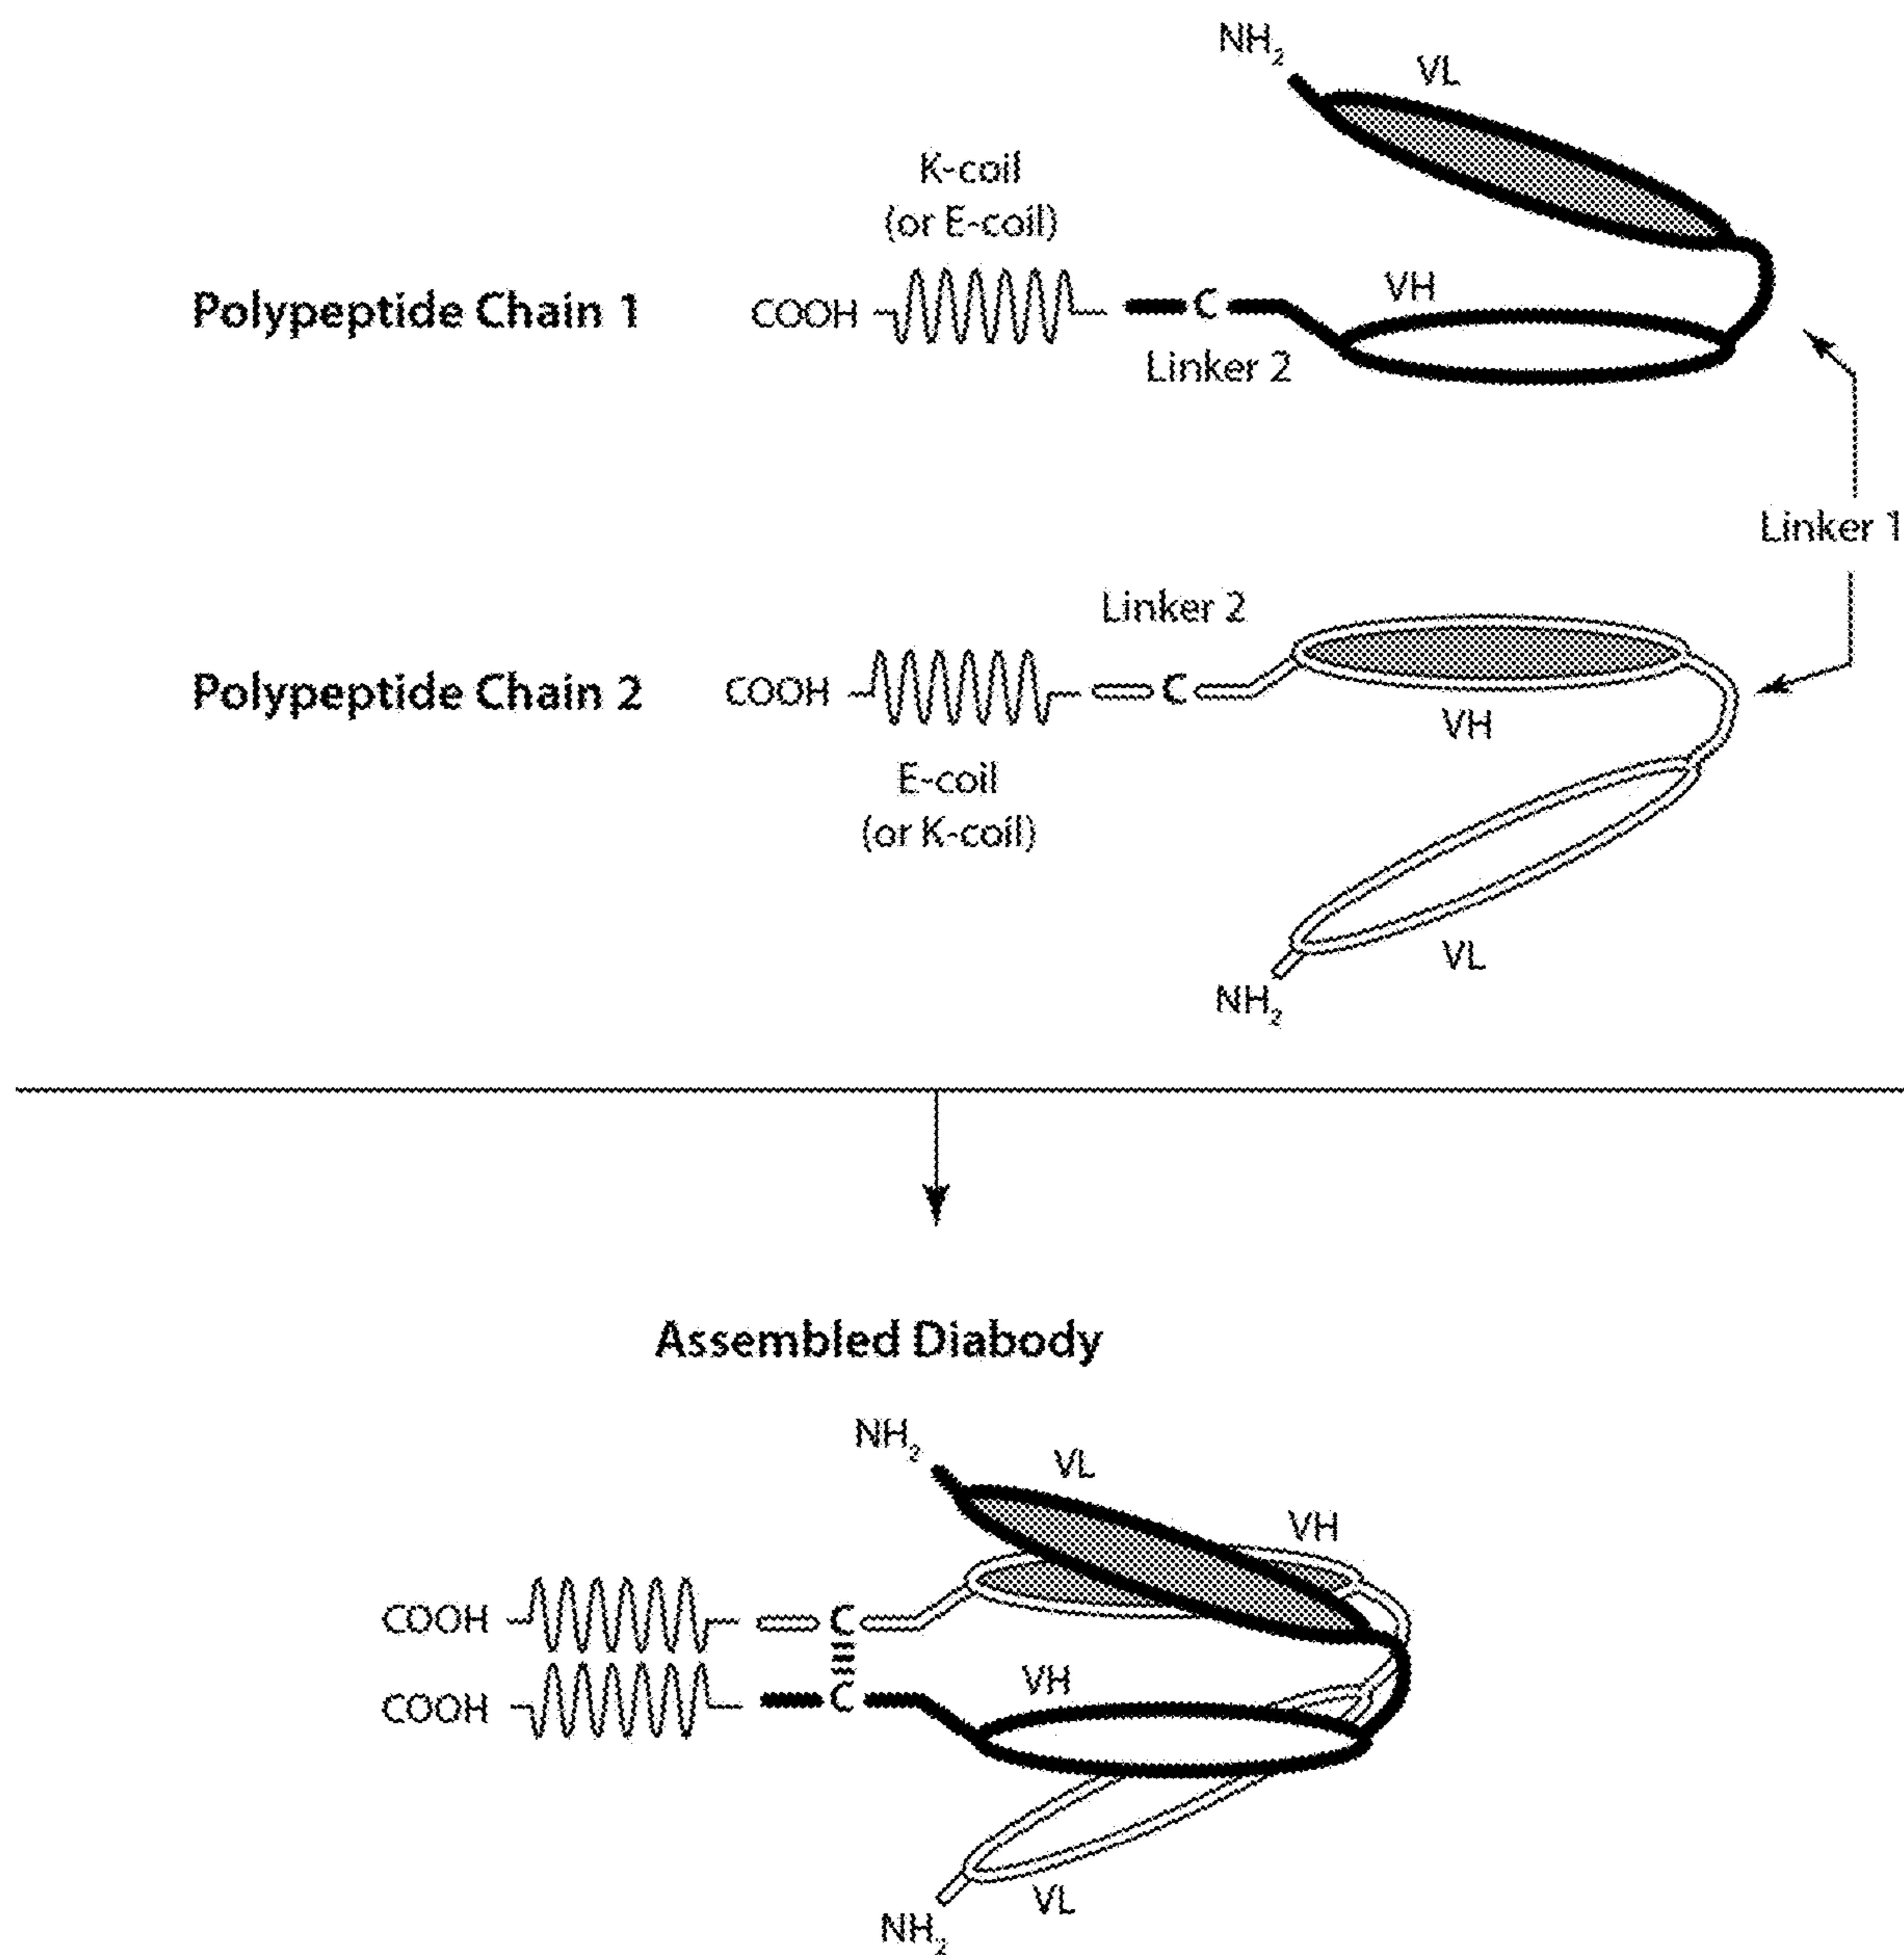 NH₂
VL
K-coil
(or E-coil)
Polypeptide Chain 1
COOH
C
VH
Linker 2
Linker 1
Linker 2
Polypeptide Chain 2
COOH
C
VH
E-coil
(or K-coil)
VL
NH₂
Assembled Diabody
NH₂
VL
VH
COOH
C
VH
COOH
C
VL
NH₂